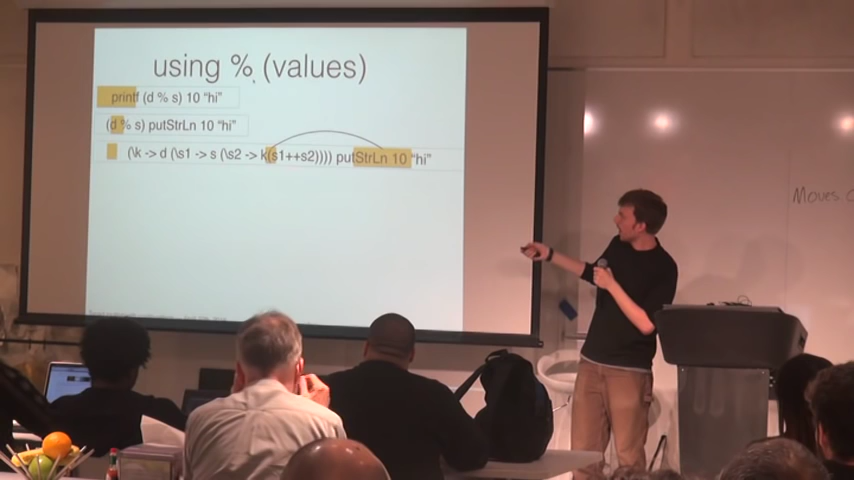 using % (values)
printf (d % s) 10 “hi”
(d % s) putStrLn 10 “hi”
(\k -> d (\s1 -> s (\s2 -> k(s1++s2)))) putStrLn 10 “hi”
Moves